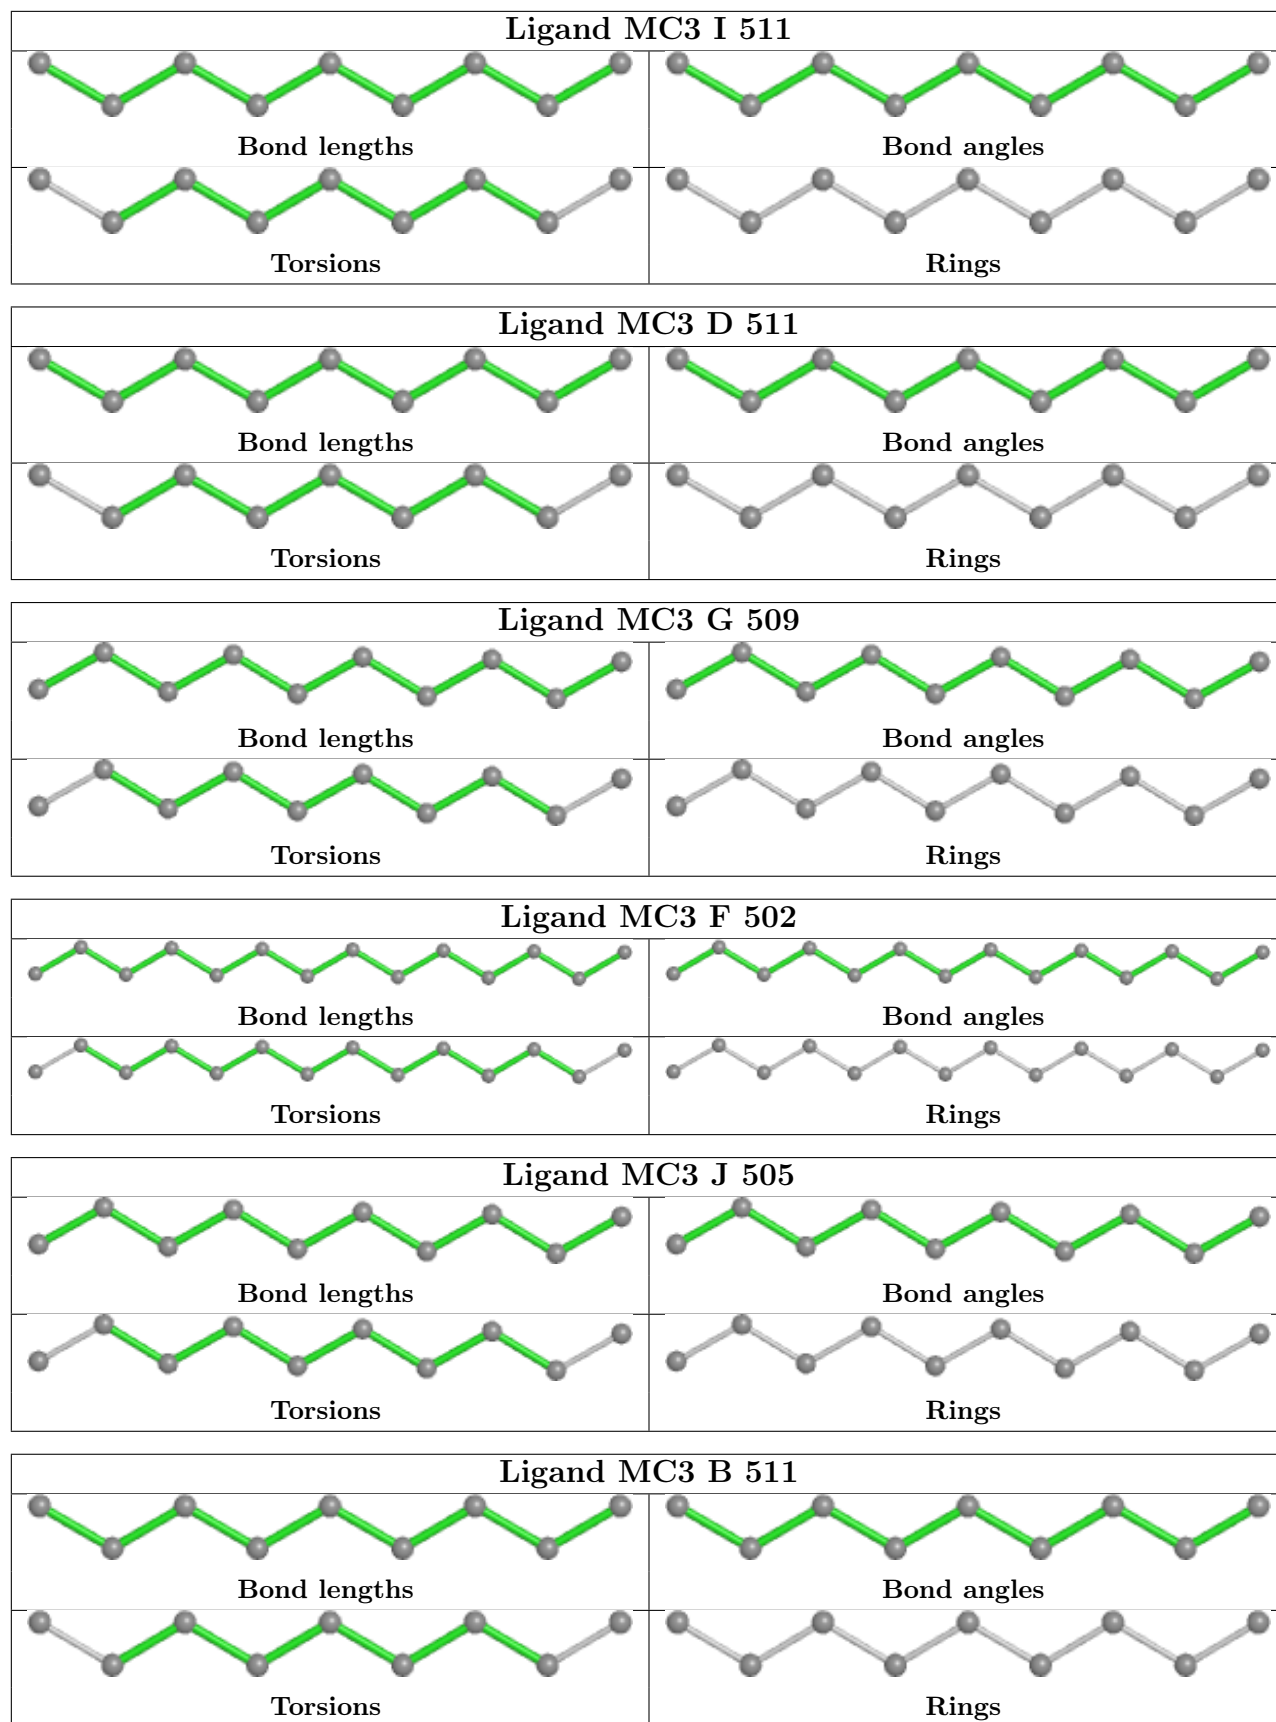 Ligand MC3 I 511
Bond lengths Bond angles
Torsions Rings
Ligand MC3 D 511
Bond lengths Bond angles
Torsions Rings
Ligand MC3 G 509
Bond lengths Bond angles
Torsions Rings
Ligand MC3 F 502
Bond lengths Bond angles
Torsions Rings
Ligand MC3 J 505
Bond lengths Bond angles
Torsions Rings
Ligand MC3 B 511
Bond lengths Bond angles
Torsions Rings